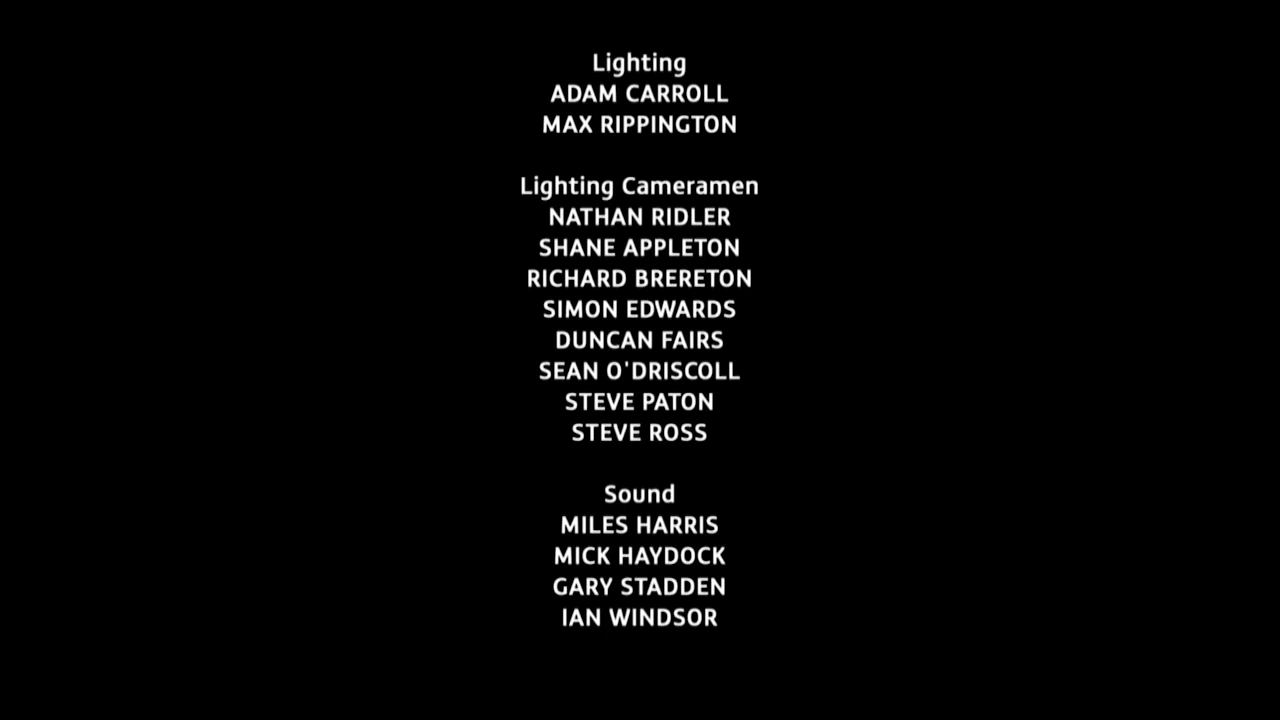 Lighting
ADAM CARROLL
MAX RIPPINGTON
Lighting Cameramen
NATHAN RIDLER
SHANE APPLETON
RICHARD BRERETON
SIMON EDWARDS
DUNCAN FAIRS
SEAN O'DRISCOLL
STEVE PATON
STEVE ROSS
Sound
MILES HARRIS
MICK HAYDOCK
GARY STADDEN
IAN WINDSOR